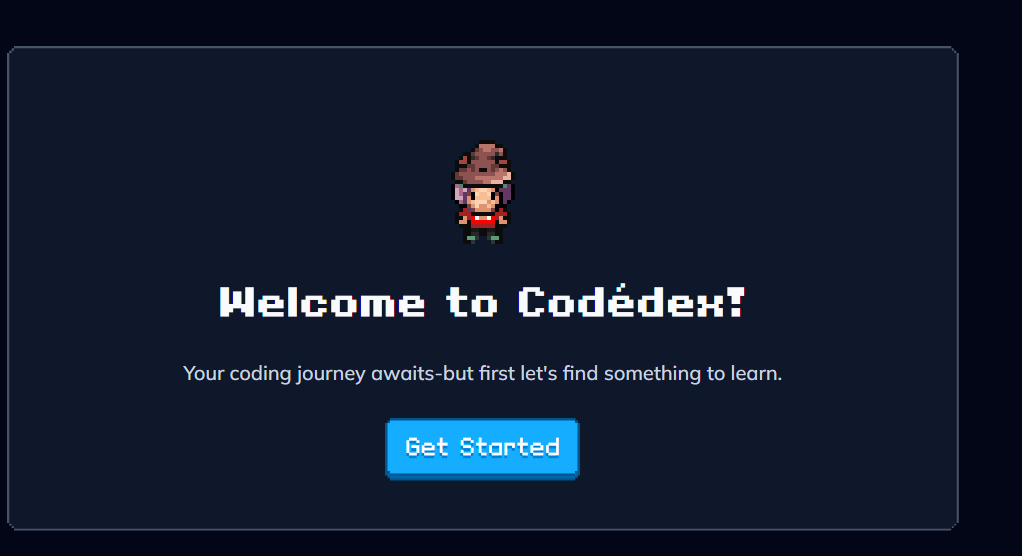 Welcome to Codédex!
Your coding journey awaits-but first let's find something to learn.
Get Started